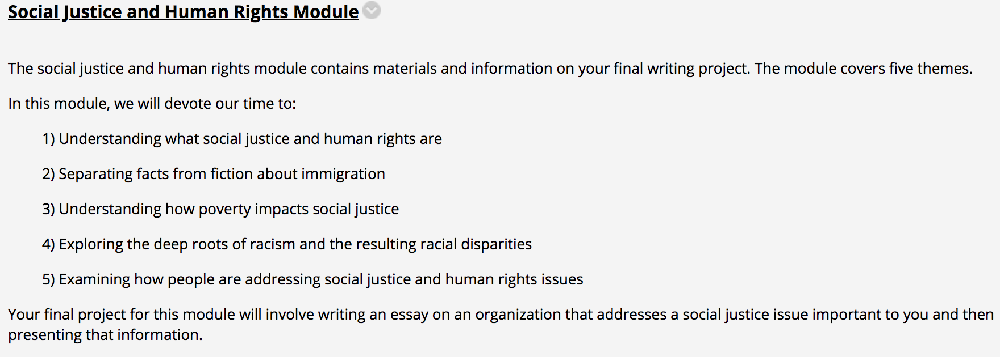 Social Justice and Human Rights Module
The social justice and human rights module contains materials and information on your final writing project. The module covers five themes.
In this module, we will devote our time to:
1) Understanding what social justice and human rights are
2) Separating facts from fiction about immigration
3) Understanding how poverty impacts social justice
4) Exploring the deep roots of racism and the resulting racial disparities
5) Examining how people are addressing social justice and human rights issues
Your final project for this module will involve writing an essay on an organization that addresses a social justice issue important to you and then
presenting that information.